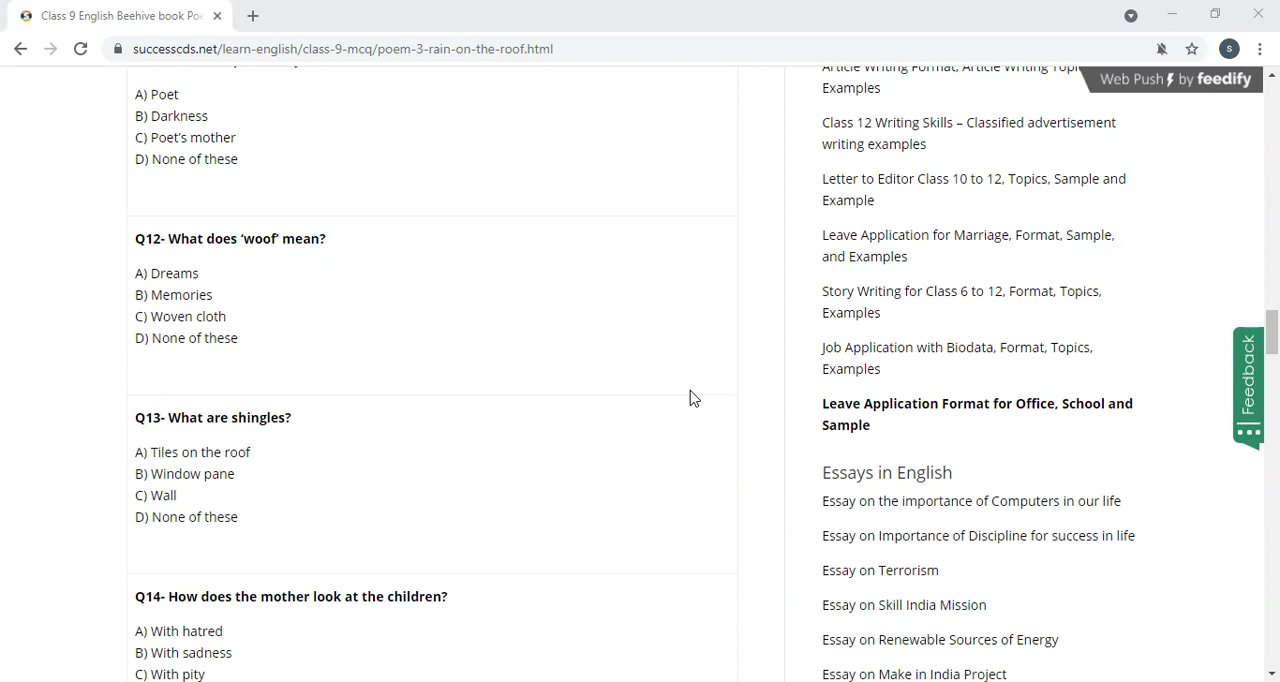 Class 9 English Beehive book Poe
successcds.net/learn-english/class-9-mcq/poem-3-rain-on-the-roof.html
S
Web Push by feedify
A) Poet
B) Darkness
C) Poet's mother
D) None of these
Q12- What does ‘woof’ mean?
A) Dreams
B) Memories
C) Woven cloth
D) None of these
Q13- What are shingles?
A) Tiles on the roof
B) Window pane
C) Wall
D) None of these
Q14- How does the mother look at the children?
A) With hatred
B) With sadness
C) With pity
Article Writing Format, Article Writing Topi
Examples
Class 12 Writing Skills – Classified advertisement
writing examples
Letter to Editor Class 10 to 12, Topics, Sample and
Example
Leave Application for Marriage, Format, Sample,
and Examples
Story Writing for Class 6 to 12, Format, Topics,
Examples
Job Application with Biodata, Format, Topics,
Examples
Leave Application Format for Office, School and
Sample
Essays in English
Essay on the importance of Computers in our life
Essay on Importance of Discipline for success in life
Essay on Terrorism
Essay on Skill India Mission
Essay on Renewable Sources of Energy
Essay on Make in India Project
Feedback